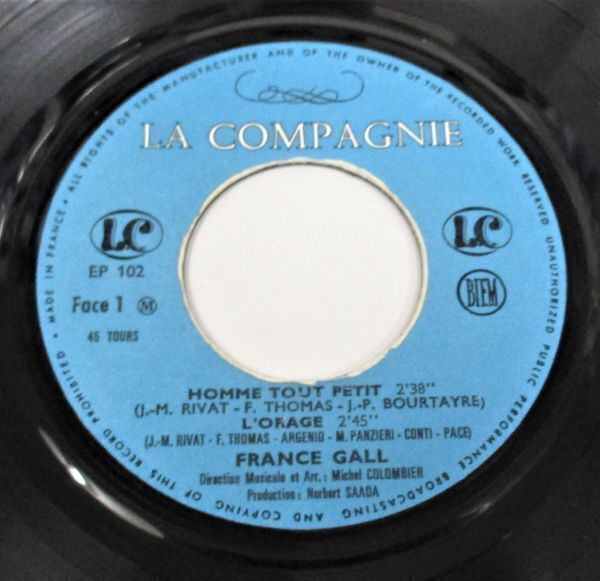 MADE IN FRANCE • ALL RIGHTS OF THE MANUFACTURER AND OF THE OWNER OF THE RECORDED WORK RESERVED UNAUTHORIZED PUBLIC PERFORMANCE BROADCASTING AND COPYING OF THIS RECORD PROHIBITED •
LA COMPAGNIE
LC
LC
EP 102
BIEM
Face 1 M
45 TOURS
HOMME TOUT PETIT 2'38"
(J.-M. RIVAT - F. THOMAS - J.-P. BOURTAYRE)
L'ORAGE 2'45"
(J.-M. RIVAT - F. THOMAS - ARGENIO - M. PANZIERI - CONTI - PACE)
FRANCE GALL
Direction Musicale et Arr.: Michel COLOMBIER
Production : Norbert SAADA